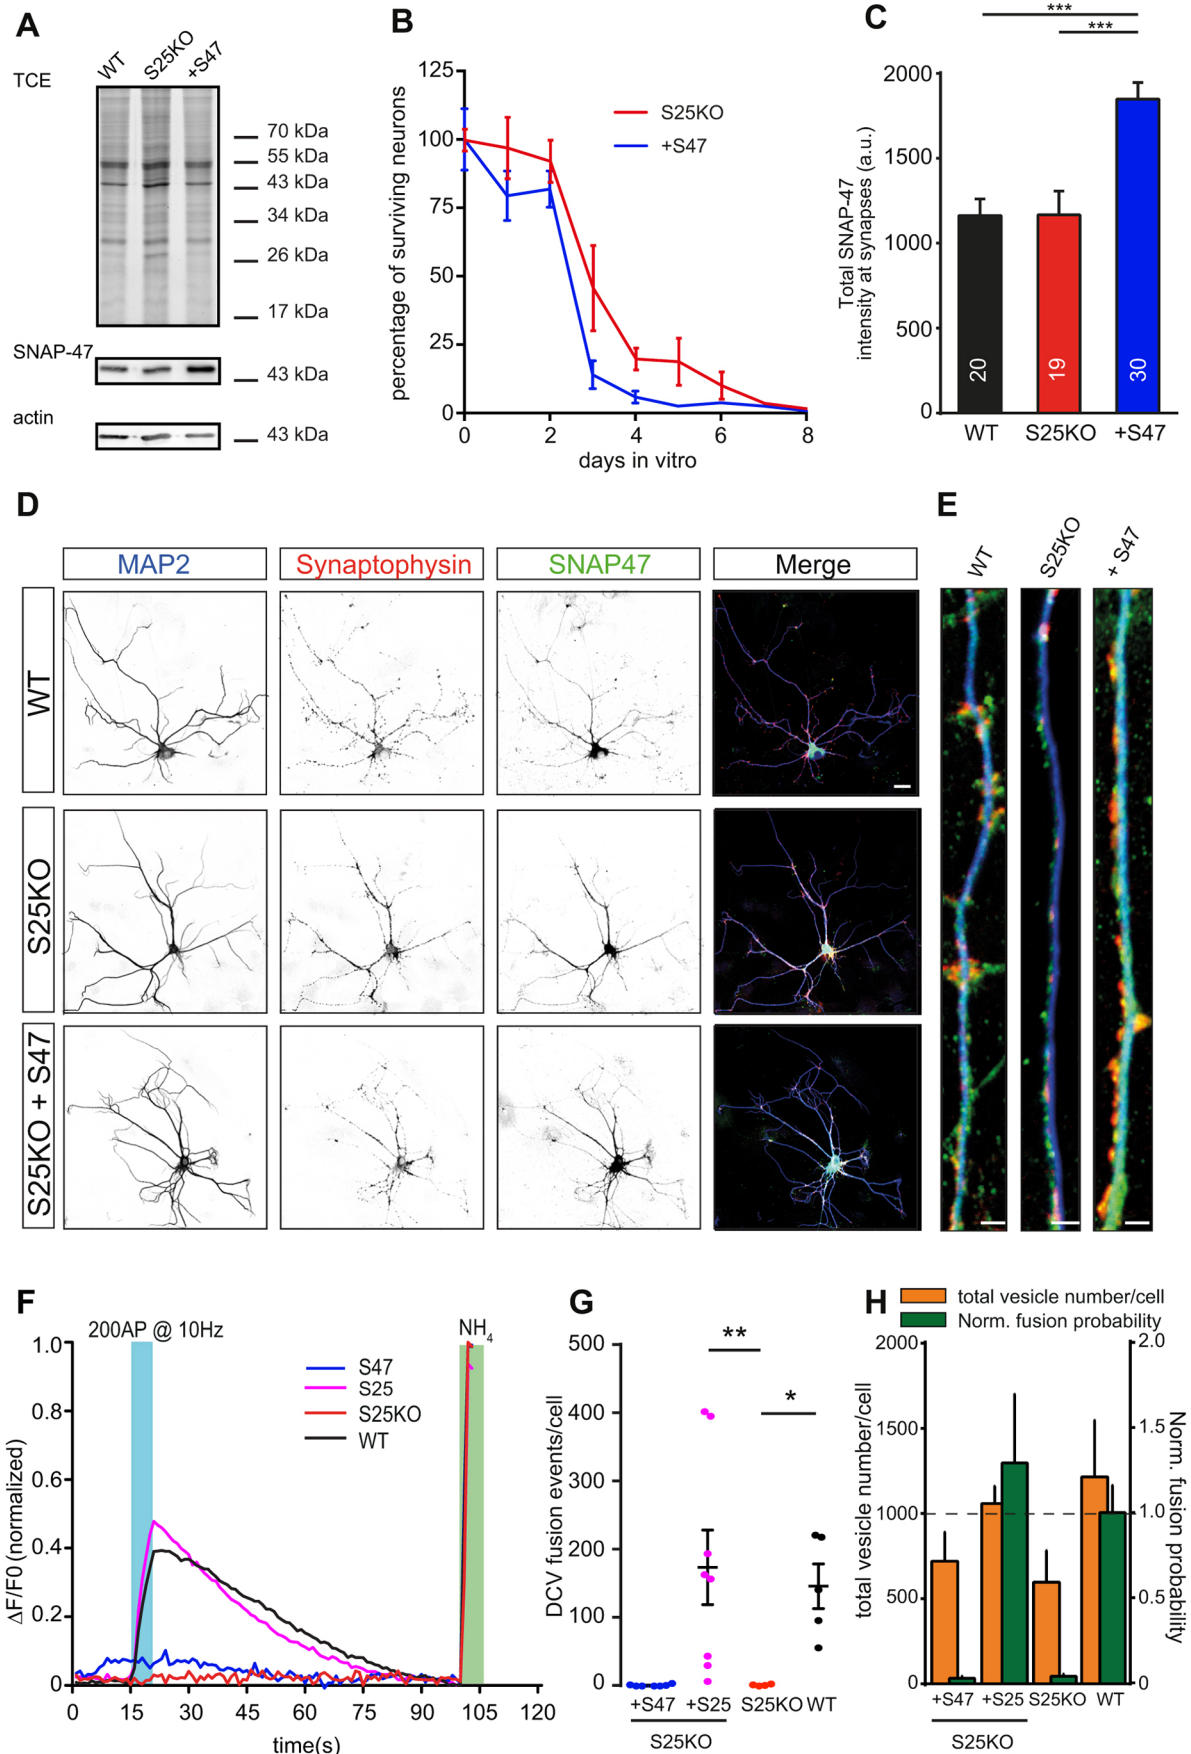 A
WT
S25KO
+S47
TCE
70 kDa
55 kDa
43 kDa
34 kDa
26 kDa
17 kDa
SNAP-47
43 kDa
actin
43 kDa
B
125
100
75
50
25
0
percentage of surviving neurons
S25KO
+S47
0
2
4
6
8
days in vitro
C
***
***
2000
1500
1000
500
0
Total SNAP-47
intensity at synapses (a.u.)
20
19
30
WT
S25KO
+S47
D
MAP2
Synaptophysin
SNAP47
Merge
WT
S25KO
S25KO + S47
E
WT
S25KO
+ S47
F
200AP @ 10Hz
NH4
1.0
0.8
0.6
0.4
0.2
0
ΔF/F0 (normalized)
S47
S25
S25KO
WT
0
15
30
45
60
75
90
105
120
time(s)
G
**
*
500
400
300
200
100
0
DCV fusion events/cell
+S47
+S25
S25KO
WT
S25KO
H
total vesicle number/cell
Norm. fusion probability
2000
1500
1000
500
0
total vesicle number/cell
2.0
1.5
1.0
0.5
0
Norm. fusion probability
+S47
+S25
S25KO
WT
S25KO